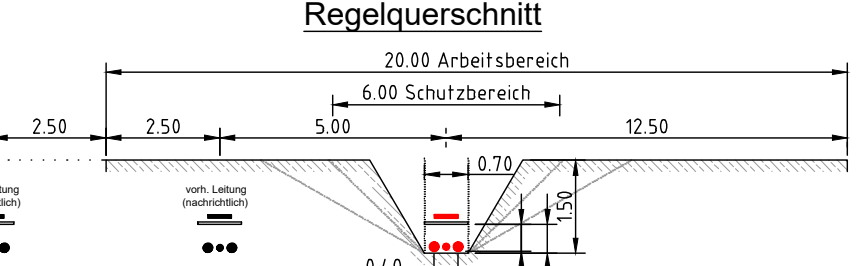 Regelquerschnitt
20.00 Arbeitsbereich
6.00 Schutzbereich
2.50 2.50 5.00 12.50
0.70
vorh. Leitung
(nachrichtlich)
1.50